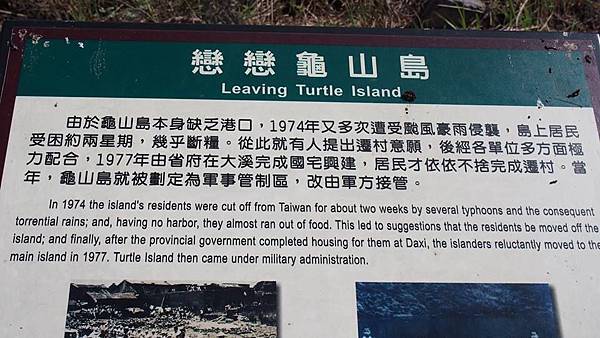 戀戀龜山島
Leaving Turtle Island
由於龜山島本身缺乏港口，1974年又多次遭受颱風豪雨侵襲，島上居民
受困約兩星期，幾乎斷糧。從此就有人提出遷村意願，後經各單位多方面極
力配合，1977年由省府在大溪完成國宅興建，居民才依依不捨完成遷村。當
年，龜山島就被劃定為軍事管制區，改由軍方接管。
In 1974 the island's residents were cut off from Taiwan for about two weeks by several typhoons and the consequent
torrential rains; and, having no harbor, they almost ran out of food. This led to suggestions that the residents be moved off the
island; and finally, after the provincial government completed housing for them at Daxi, the islanders reluctantly moved to the
main island in 1977. Turtle Island then came under military administration.